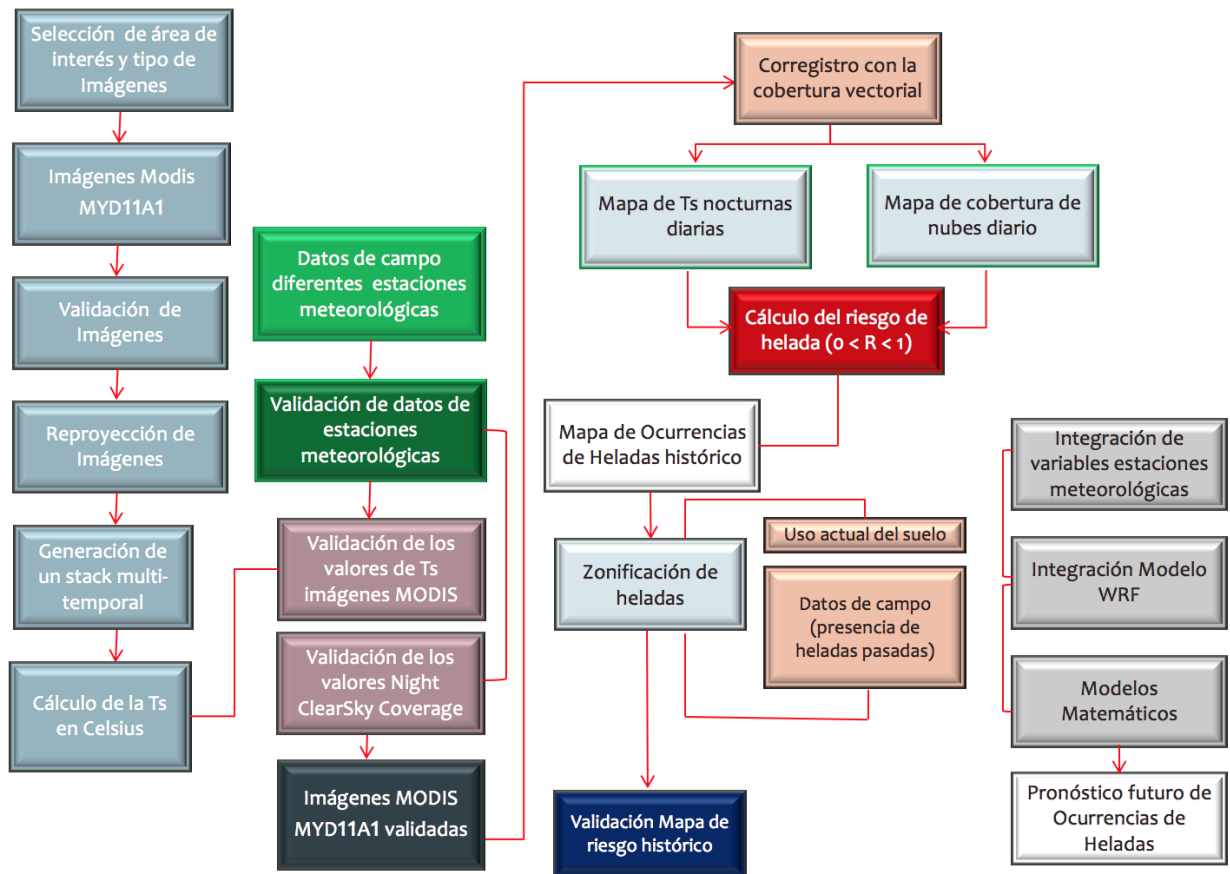 Selección de área de
interés y tipo de
Imágenes
Imágenes Modis
MYD11A1
Validación de
Imágenes
Reproyección de
Imágenes
Generación de
un stack multi-
temporal
Cálculo de la Ts
en Celsius
Datos de campo
diferentes estaciones
meteorológicas
Validación de datos de
estaciones
meteorológicas
Validación de los
valores de Ts
imágenes MODIS
Validación de los
valores Night
ClearSky Coverage
Imágenes MODIS
MYD11A1 validadas
Corregistro con la
cobertura vectorial
Mapa de Ts nocturnas
diarias
Mapa de cobertura de
nubes diario
Cálculo del riesgo de
helada (0 < R < 1)
Mapa de Ocurrencias
de Heladas histórico
Zonificación de
heladas
Uso actual del suelo
Datos de campo
(presencia de
heladas pasadas)
Validación Mapa de
riesgo histórico
Integración de
variables estaciones
meteorológicas
Integración Modelo
WRF
Modelos
Matemáticos
Pronóstico futuro de
Ocurrencias de
Heladas